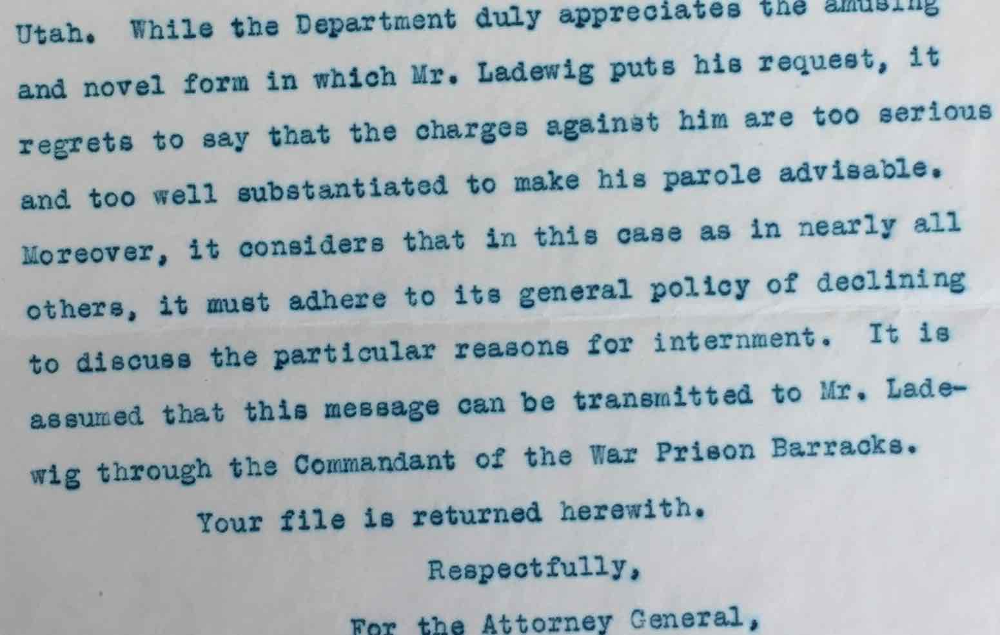 Utah. While the Department duly appreciates the amusing
and novel form in which Mr. Ladewig puts his request, it
regrets to say that the charges against him are too serious
and too well substantiated to make his parole advisable.
Moreover, it considers that in this case as in nearly all
others, it must adhere to its general policy of declining
to discuss the particular reasons for internment. It is
assumed that this message can be transmitted to Mr. Lade-
wig through the Commandant of the War Prison Barracks.
Your file is returned herewith.
Respectfully,
For the Attorney General,